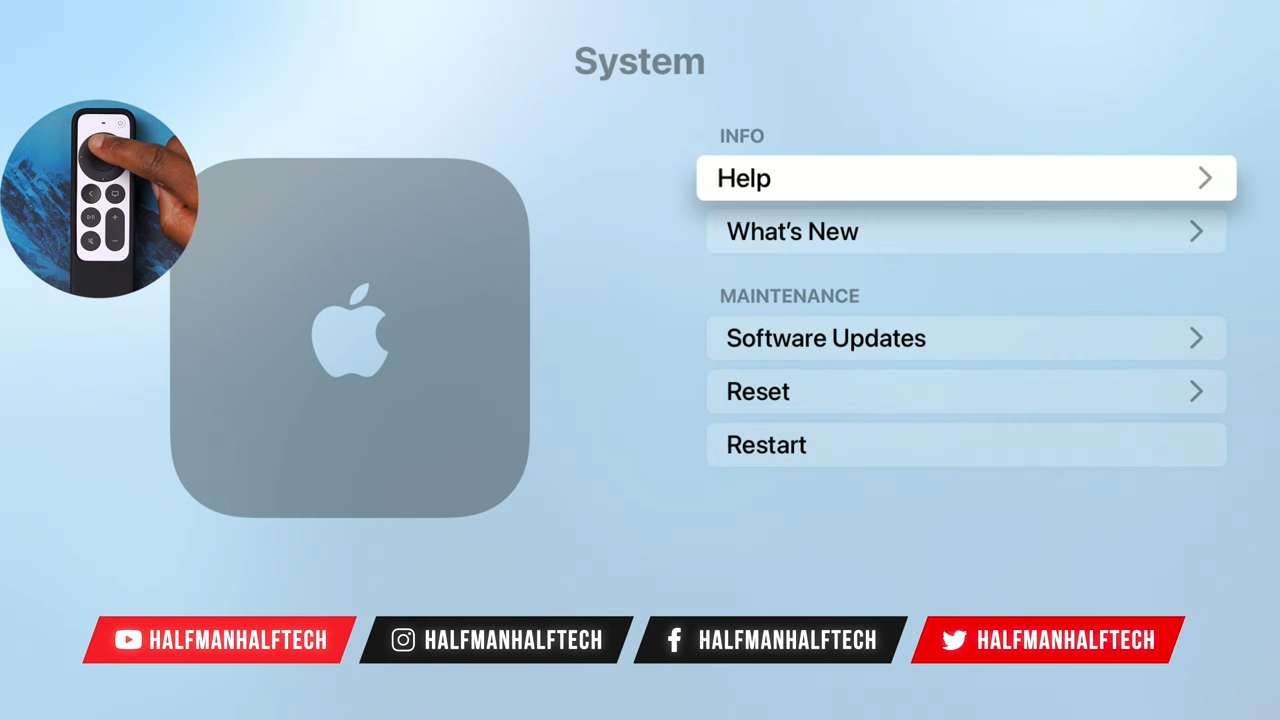 System
INFO
Help
What's New
MAINTENANCE
Software Updates
Reset
Restart
HALFMANHALFTECH
HALFMANHALFTECH
HALFMANHALFTECH
HALFMANHALFTECH